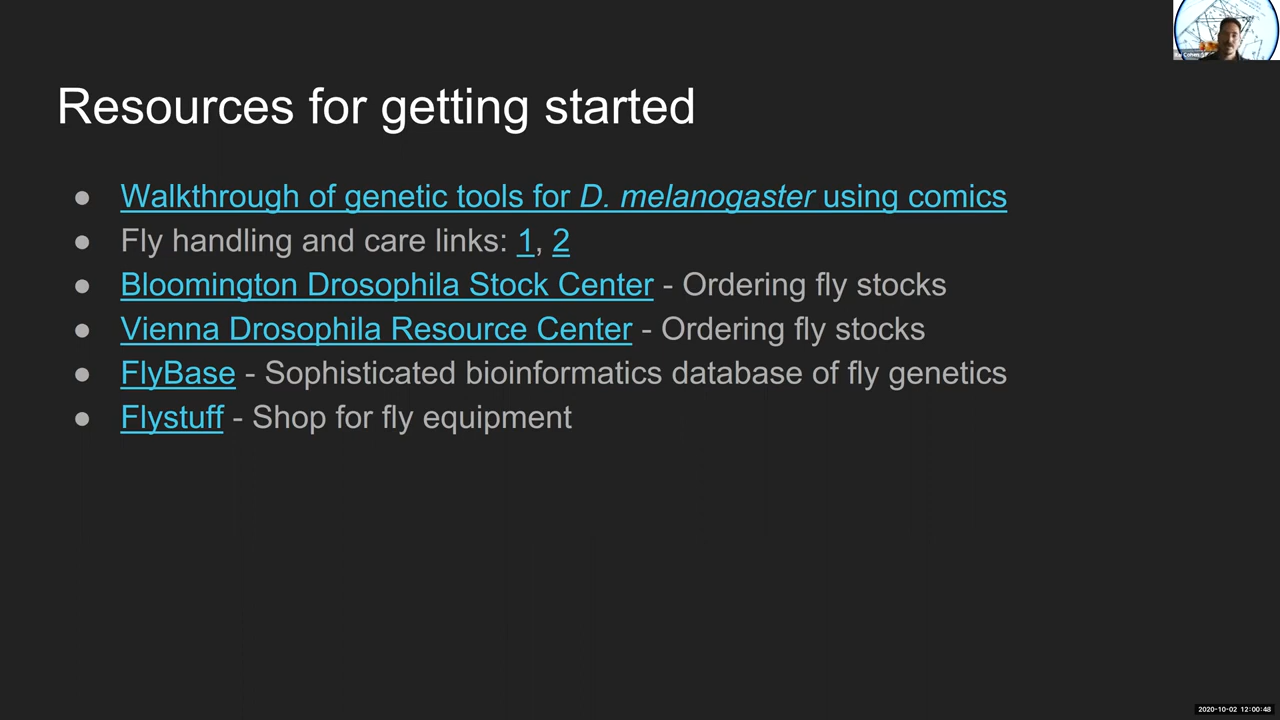 Resources for getting started
● Walkthrough of genetic tools for D. melanogaster using comics
● Fly handling and care links: 1, 2
● Bloomington Drosophila Stock Center - Ordering fly stocks
● Vienna Drosophila Resource Center - Ordering fly stocks
● FlyBase - Sophisticated bioinformatics database of fly genetics
● Flystuff - Shop for fly equipment
Cohen
2020-10-02 12:00:48